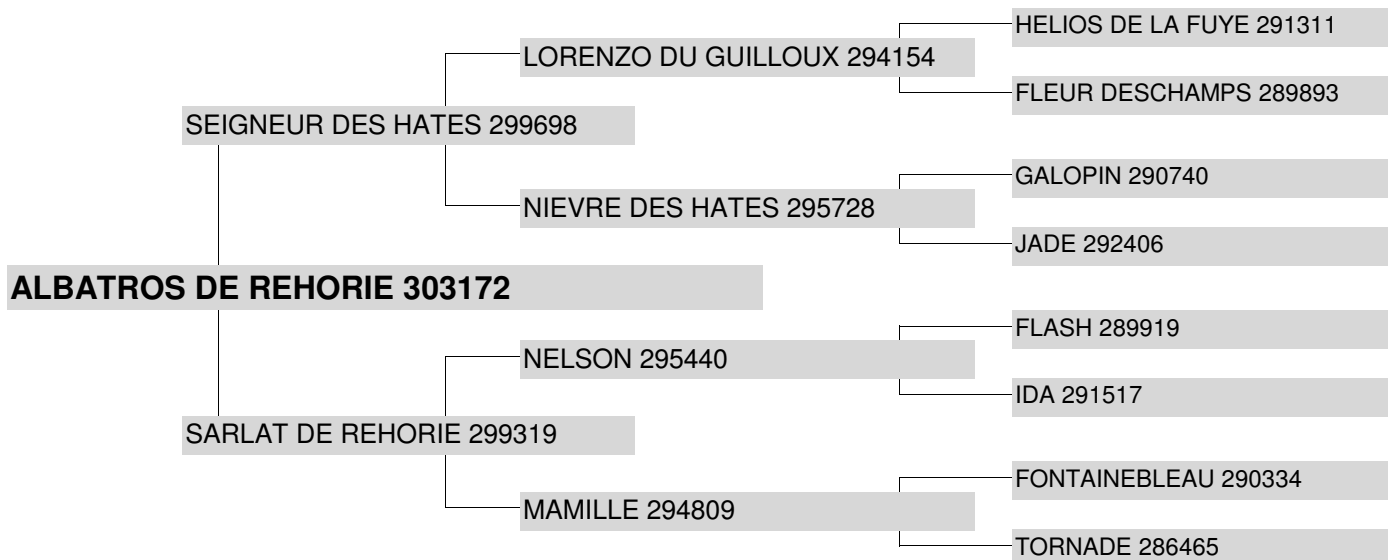 HELIOS DE LA FUYE 291311
LORENZO DU GUILLOUX 294154
FLEUR DESCHAMPS 289893
SEIGNEUR DES HATES 299698
GALOPIN 290740
NIEVRE DES HATES 295728
JADE 292406
ALBATROS DE REHORIE 303172
FLASH 289919
NELSON 295440
IDA 291517
SARLAT DE REHORIE 299319
FONTAINEBLEAU 290334
MAMILLE 294809
TORNADE 286465